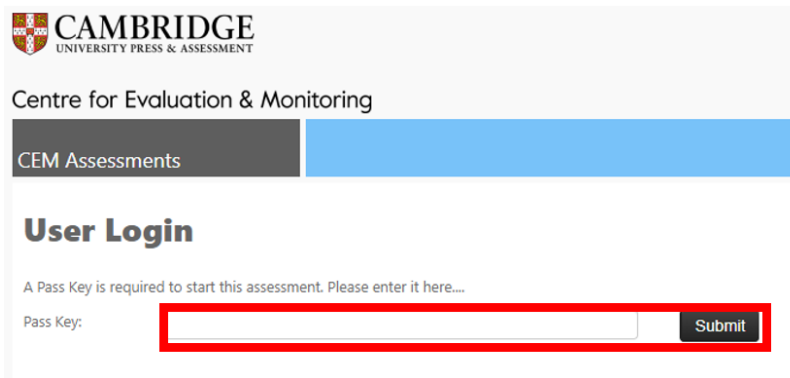 CAMBRIDGE
UNIVERSITY PRESS & ASSESSMENT
Centre for Evaluation & Monitoring
CEM Assessments
User Login
A Pass Key is required to start this assessment. Please enter it here....
Pass Key:
Submit